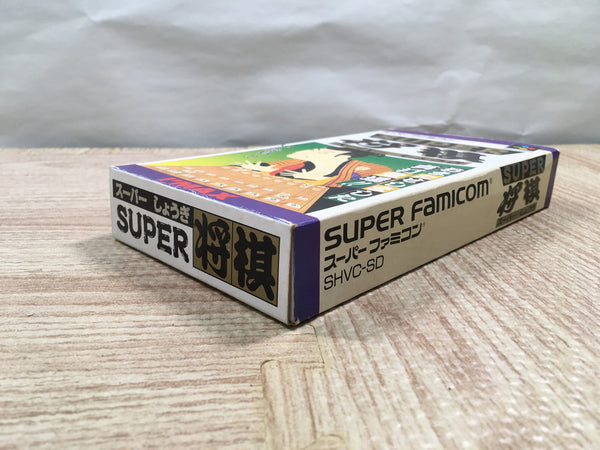 スーパー しょうぎ
SUPER 将棋
I'MAX
SUPER FAMICOM®
スーパー ファミコン®
SHVC-SD
SUPER
将棋